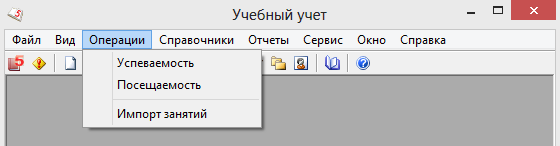 Учебный учет
Файл Вид Операции Справочники Отчеты Сервис Окно Справка
Успеваемость
Посещаемость
Импорт занятий